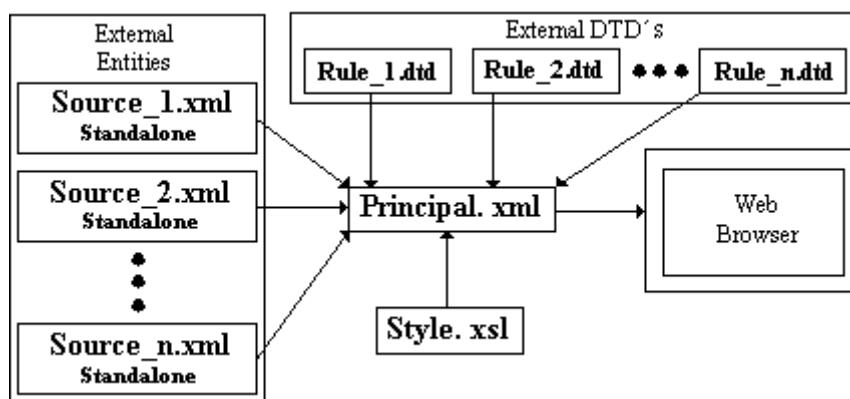 External
Entities
Source_1.xml
Standalone
Source_2.xml
Standalone
Source_n.xml
Standalone
External DTD´s
Rule_1.dtd
Rule_2.dtd
Rule_n.dtd
Principal. xml
Style. xsl
Web
Browser